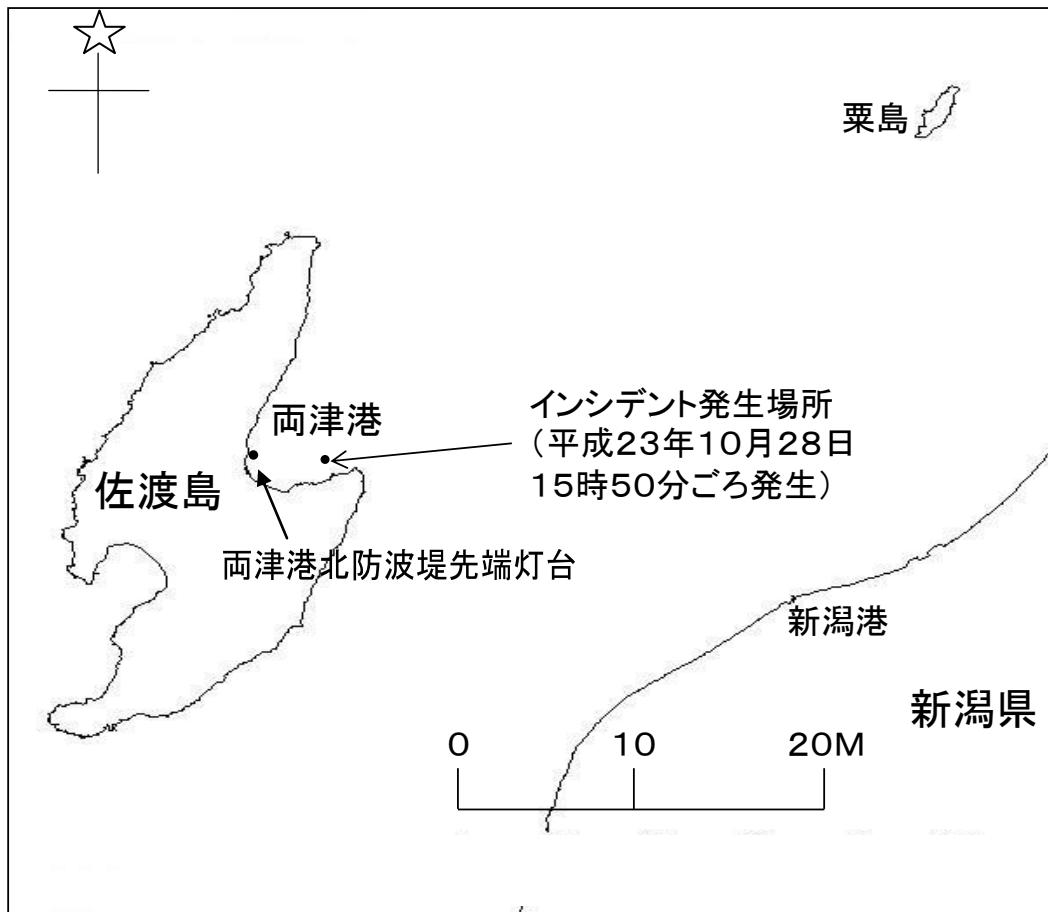 粟島
両津港
インシデント発生場所
（平成２３年１０月２８日
１５時５０分ごろ発生）
佐渡島
両津港北防波堤先端灯台
新潟港
新潟県
０ １０ ２０Ｍ